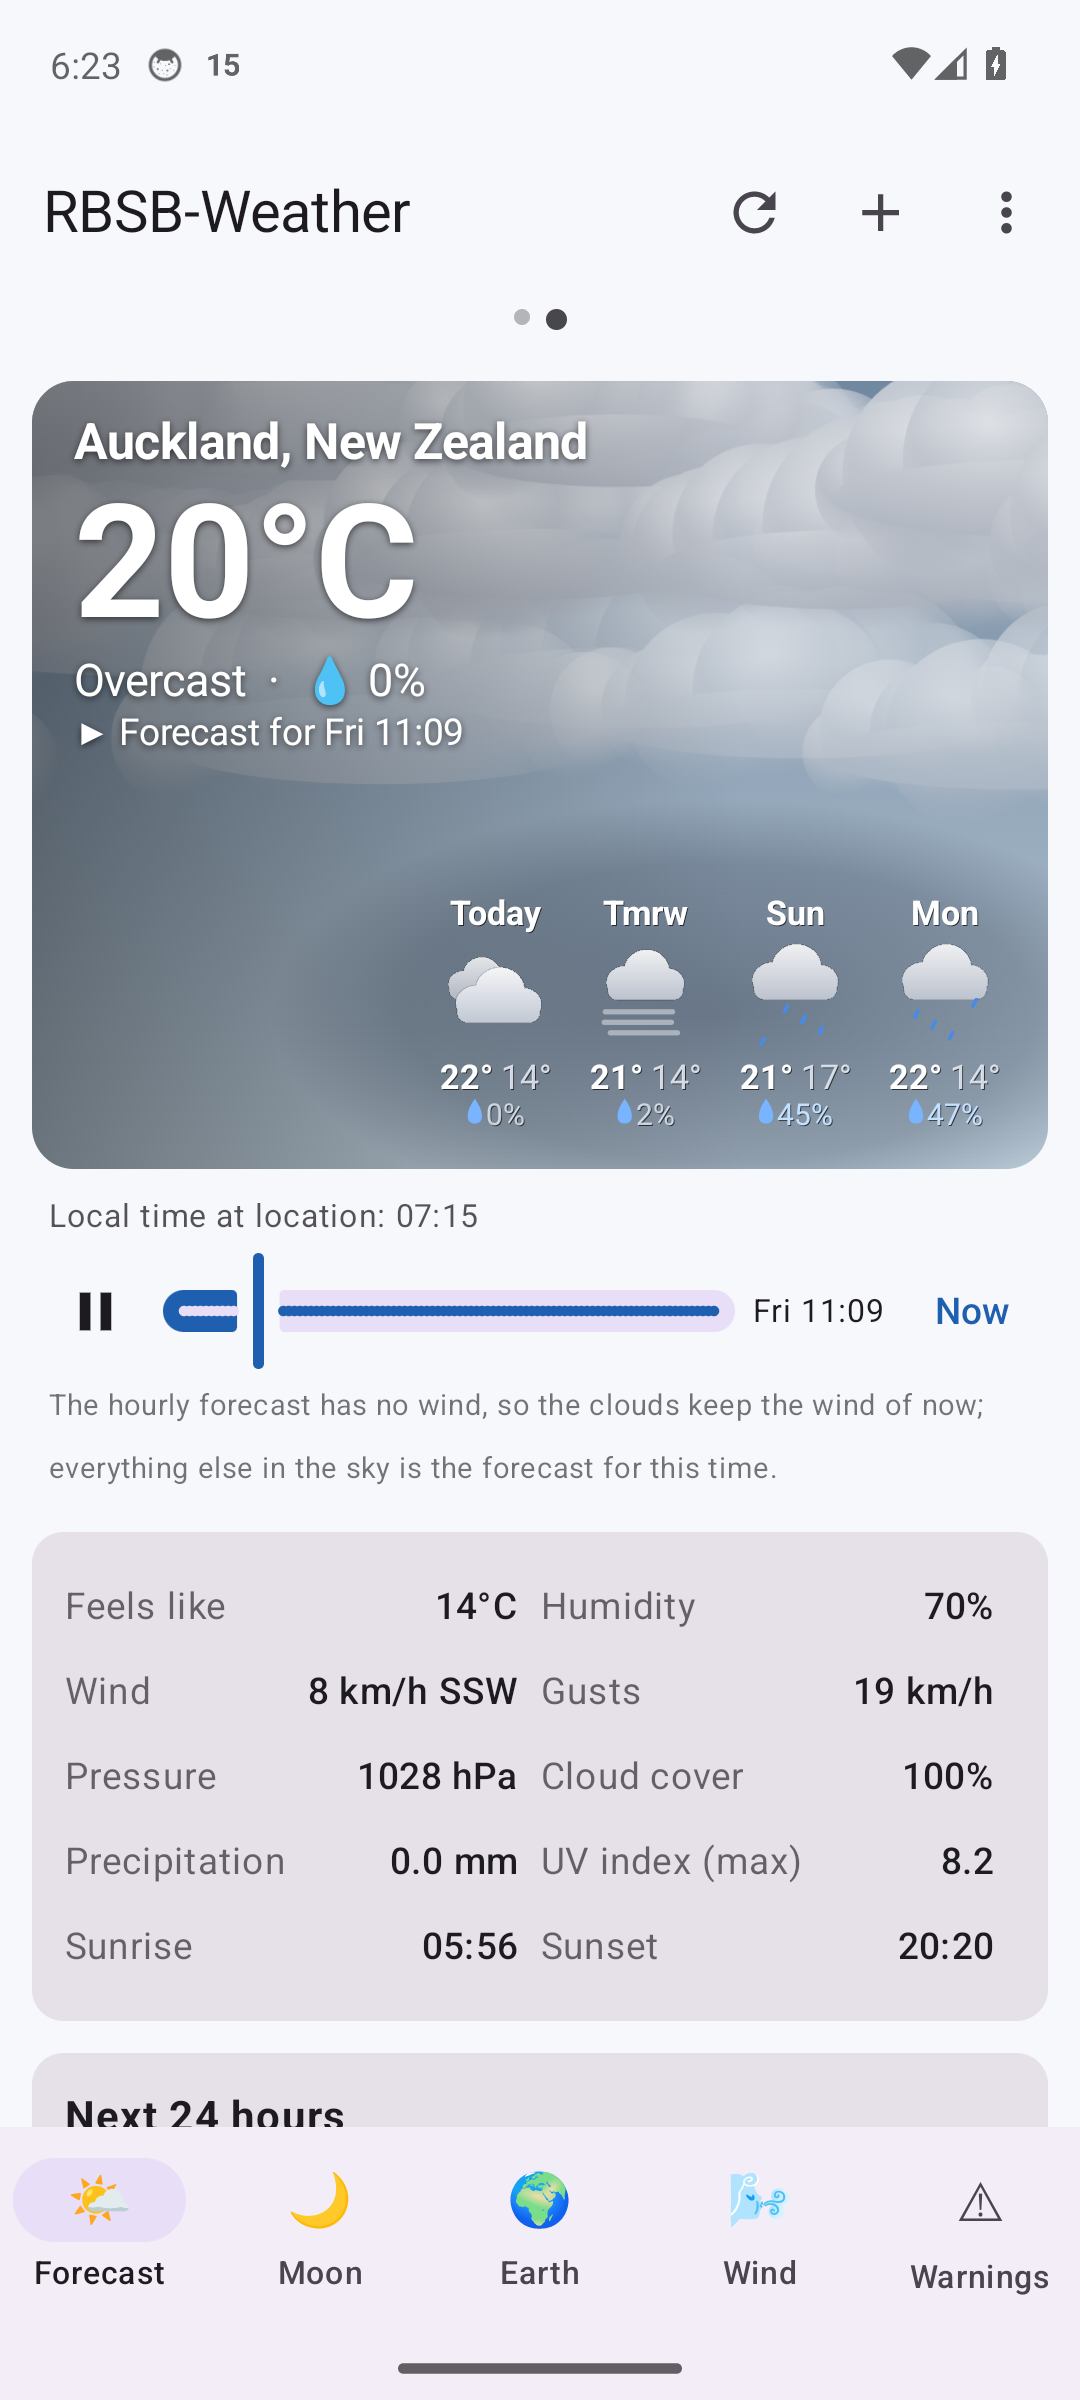 6:23 15
RBSB-Weather
Auckland, New Zealand
20°C
Overcast · 💧 0%
► Forecast for Fri 11:09
Today Tmrw Sun Mon
22° 14° 21° 14° 21° 17° 22° 14°
0% 2% 45% 47%
Local time at location: 07:15
Fri 11:09 Now
The hourly forecast has no wind, so the clouds keep the wind of now;
everything else in the sky is the forecast for this time.
Feels like 14°C Humidity 70%
Wind 8 km/h SSW Gusts 19 km/h
Pressure 1028 hPa Cloud cover 100%
Precipitation 0.0 mm UV index (max) 8.2
Sunrise 05:56 Sunset 20:20
Next 24 hours
Forecast Moon Earth Wind Warnings